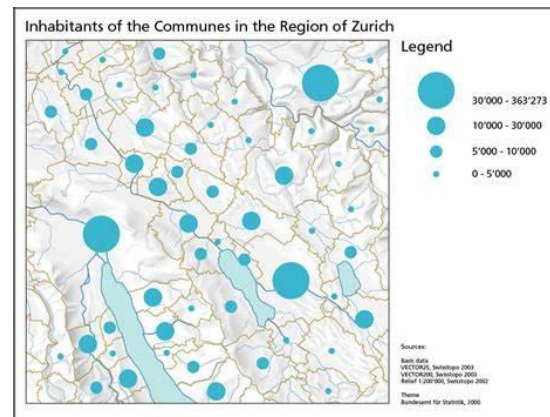 Inhabitants of the Communes in the Region of Zurich
Legend
30'000 - 363'273
10'000 - 30'000
5'000 - 10'000
0 - 5'000
Sources:
Basic data
VECTOR25, Swisstopo 2003
VECTOR200, Swisstopo 2003
Relief 1:200'000, Swisstopo 2002
Theme
Bundesamt für Statistik, 2000